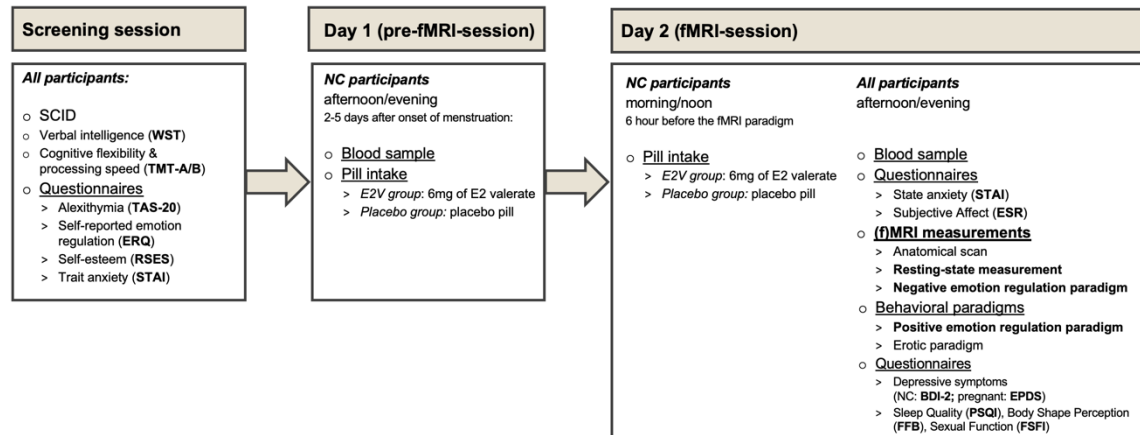 Screening session
All participants:
o SCID
o Verbal intelligence (WST)
o Cognitive flexibility &
processing speed (TMT-A/B)
o Questionnaires
> Alexithymia (TAS-20)
> Self-reported emotion
regulation (ERQ)
> Self-esteem (RSES)
> Trait anxiety (STAI)
Day 1 (pre-fMRI-session)
NC participants
afternoon/evening
2-5 days after onset of menstruation:
o Blood sample
o Pill intake
> E2V group: 6mg of E2 valerate
> Placebo group: placebo pill
Day 2 (fMRI-session)
NC participants
morning/noon
6 hour before the fMRI paradigm
o Pill intake
> E2V group: 6mg of E2 valerate
> Placebo group: placebo pill
All participants
afternoon/evening
o Blood sample
o Questionnaires
> State anxiety (STAI)
> Subjective Affect (ESR)
o (f)MRI measurements
> Anatomical scan
> Resting-state measurement
> Negative emotion regulation paradigm
o Behavioral paradigms
> Positive emotion regulation paradigm
> Erotic paradigm
o Questionnaires
> Depressive symptoms
(NC: BDI-2; pregnant: EPDS)
> Sleep Quality (PSQI), Body Shape Perception
(FFB), Sexual Function (FSFI)